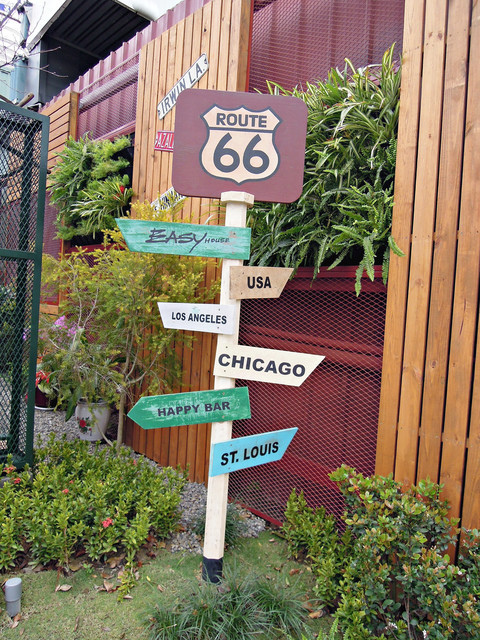 IRWIN LA.
ROUTE
66
EASY HOUSE
USA
LOS ANGELES
CHICAGO
HAPPY BAR
ST. LOUIS